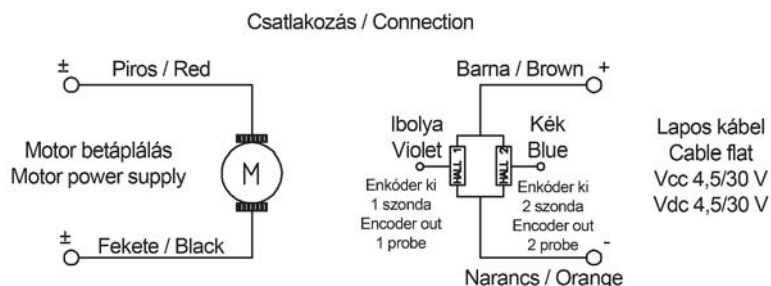 Csatlakozás / Connection
±
Piros / Red
Motor betáplálás
Motor power supply
M
±
Fekete / Black
Barna / Brown
+
Ibolya
Violet
Kék
Blue
1
2
Enkóder ki
1 szonda
Encoder out
1 probe
Enkóder ki
2 szonda
Encoder out
2 probe
-
Narancs / Orange
Lapos kábel
Cable flat
Vcc 4,5/30 V
Vdc 4,5/30 V